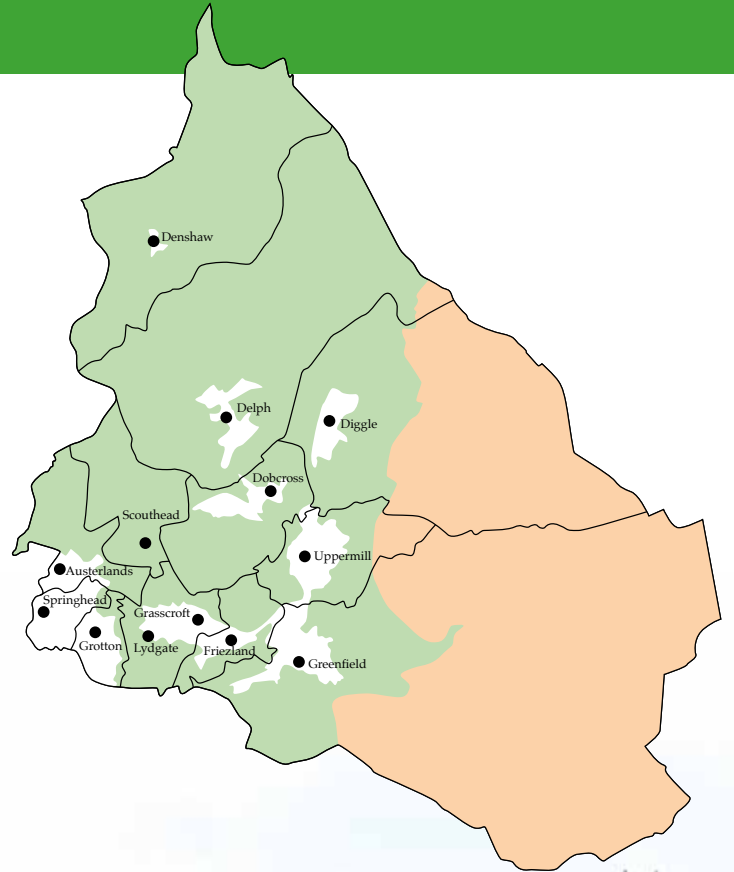 Denshaw
Delph
Diggle
Dobcross
Scouthead
Uppermill
Austerlands
Springhead
Grasscroft
Grotton
Lydgate
Friezland
Greenfield